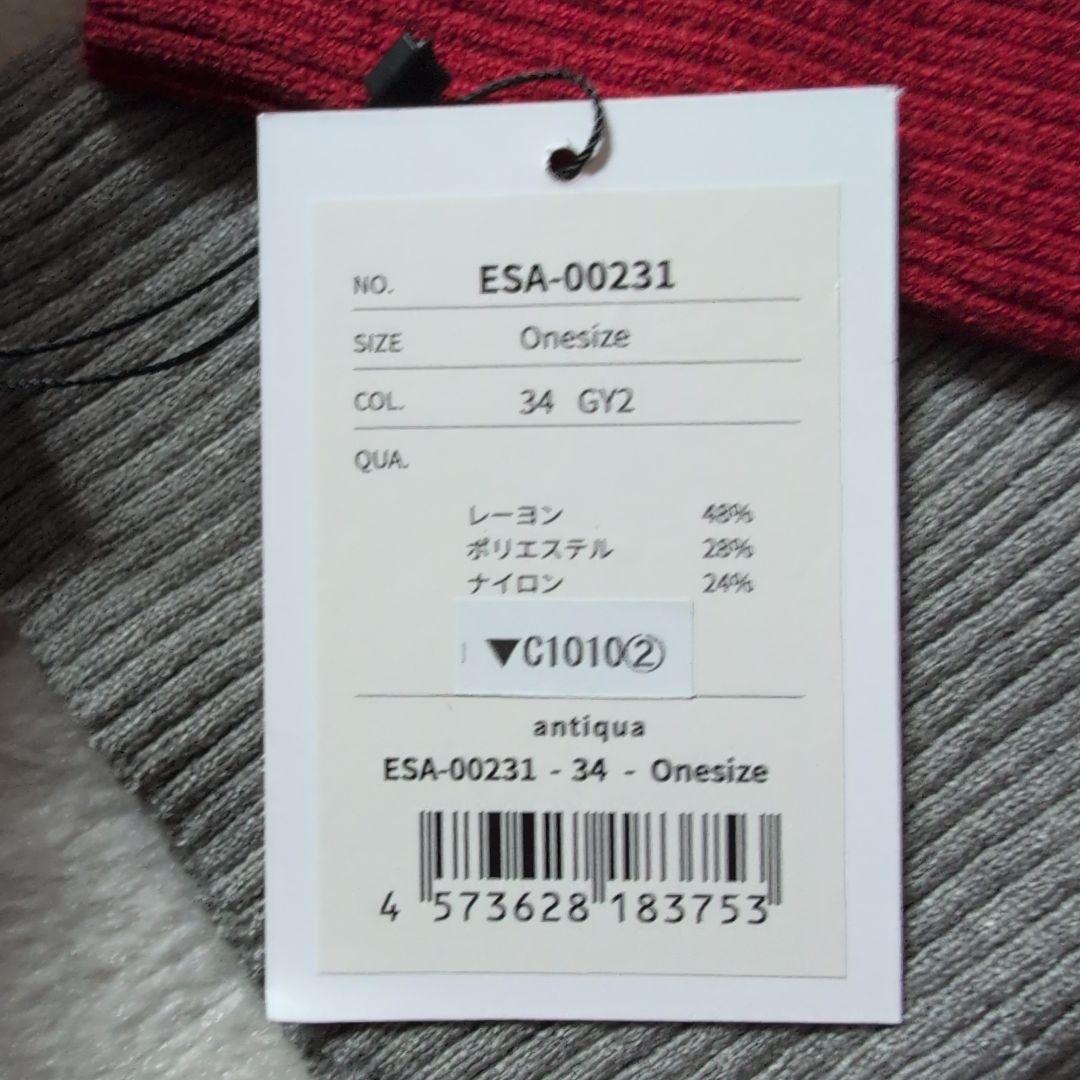 NO. ESA-00231
SIZE Onesize
COL. 34 GY2
QUA.
レーヨン 48%
ポリエステル 28%
ナイロン 24%
▼C1010②
antiqua
ESA-00231 - 34 - Onesize
4 573628 183753